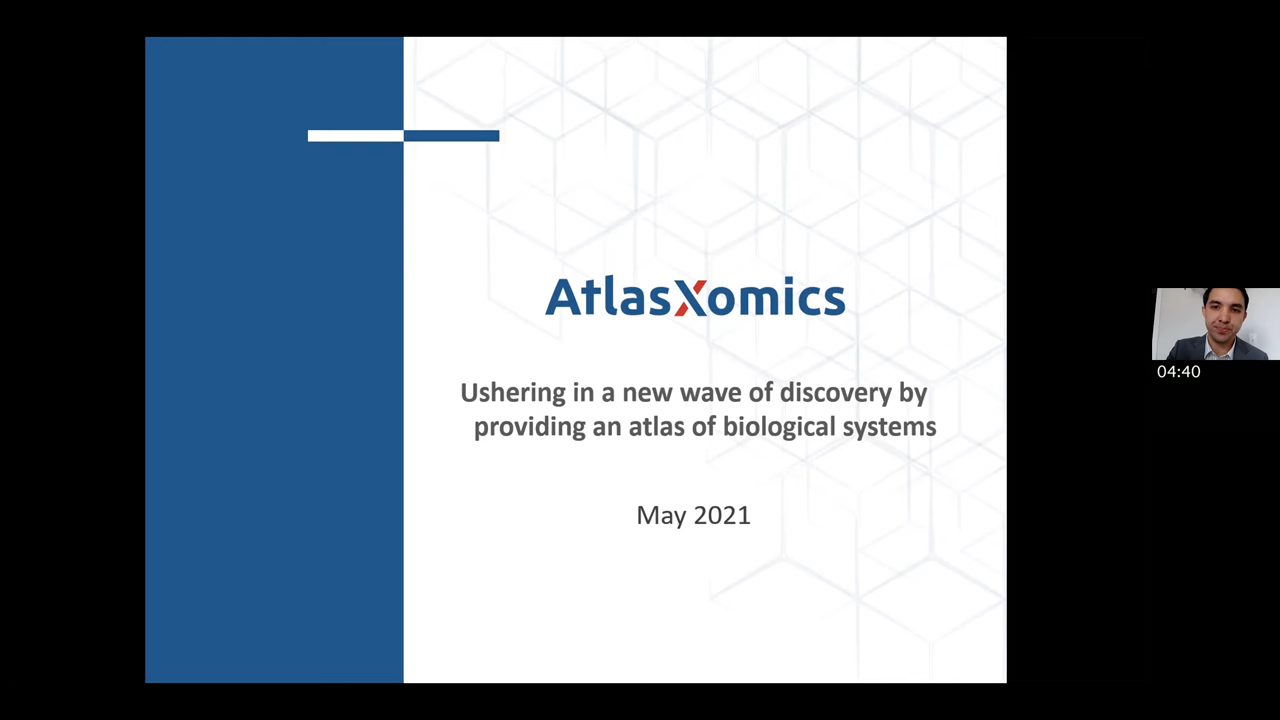 AtlasXomics
Ushering in a new wave of discovery by
providing an atlas of biological systems
May 2021
04:40